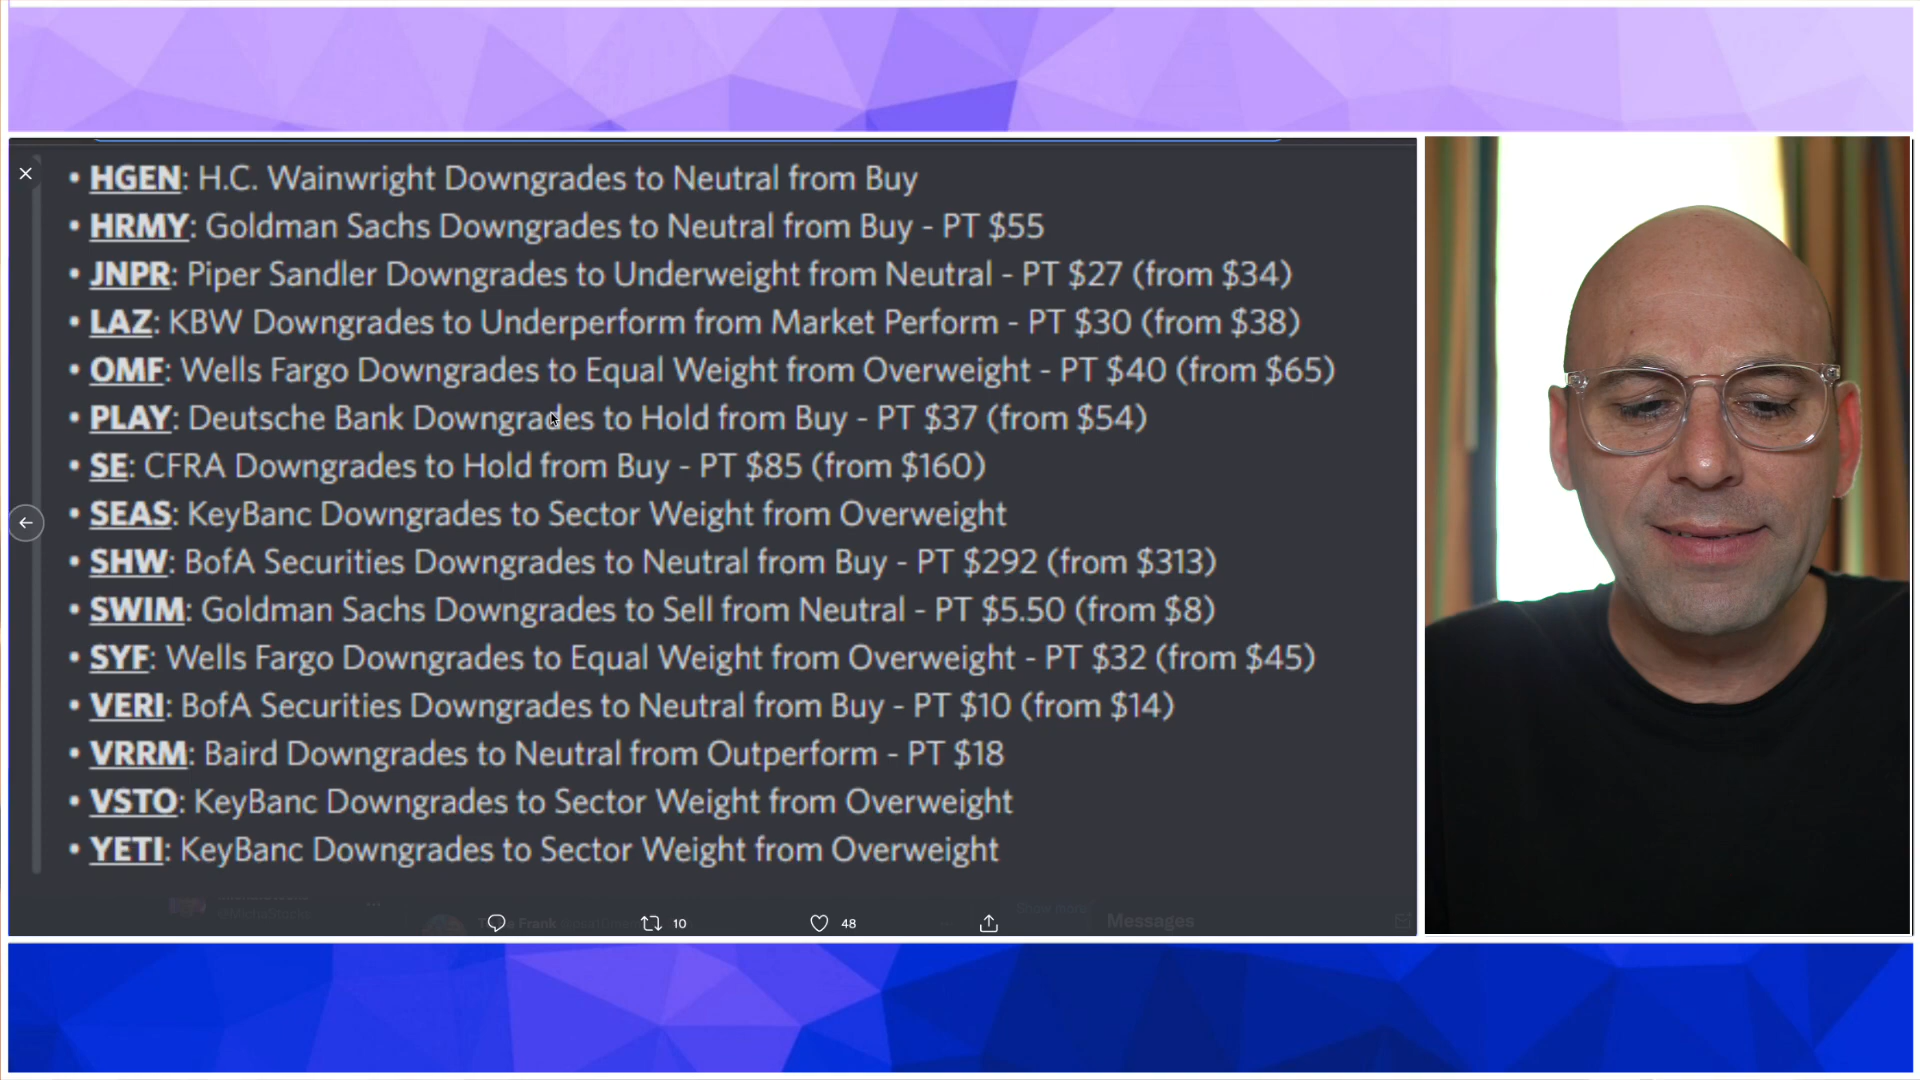 • HGEN: H.C. Wainwright Downgrades to Neutral from Buy
• HRMY: Goldman Sachs Downgrades to Neutral from Buy - PT $55
• JNPR: Piper Sandler Downgrades to Underweight from Neutral - PT $27 (from $34)
• LAZ: KBW Downgrades to Underperform from Market Perform - PT $30 (from $38)
• OMF: Wells Fargo Downgrades to Equal Weight from Overweight - PT $40 (from $65)
• PLAY: Deutsche Bank Downgrades to Hold from Buy - PT $37 (from $54)
• SE: CFRA Downgrades to Hold from Buy - PT $85 (from $160)
• SEAS: KeyBanc Downgrades to Sector Weight from Overweight
• SHW: BofA Securities Downgrades to Neutral from Buy - PT $292 (from $313)
• SWIM: Goldman Sachs Downgrades to Sell from Neutral - PT $5.50 (from $8)
• SYF: Wells Fargo Downgrades to Equal Weight from Overweight - PT $32 (from $45)
• VERI: BofA Securities Downgrades to Neutral from Buy - PT $10 (from $14)
• VRRM: Baird Downgrades to Neutral from Outperform - PT $18
• VSTO: KeyBanc Downgrades to Sector Weight from Overweight
• YETI: KeyBanc Downgrades to Sector Weight from Overweight
Show more
Frank
10
48
Messages